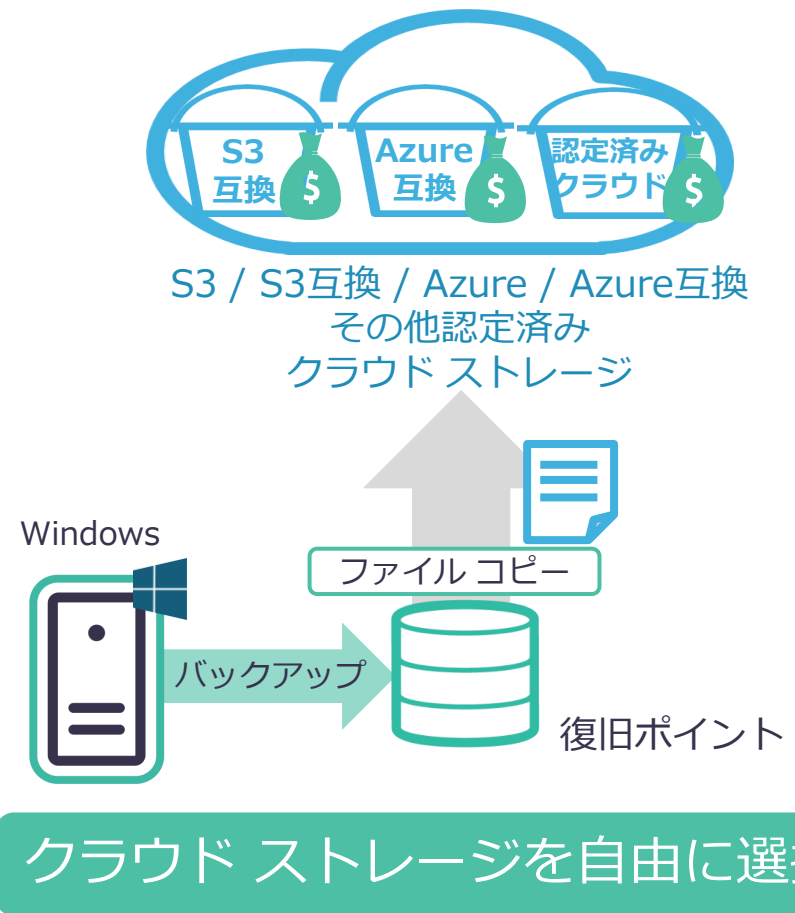 S3
互換
$
Azure
互換
$
認定済み
クラウド
$
S3 / S3互換 / Azure / Azure互換
その他認定済み
クラウド ストレージ
Windows
ファイル コピー
バックアップ
復旧ポイント
クラウド ストレージを自由に選